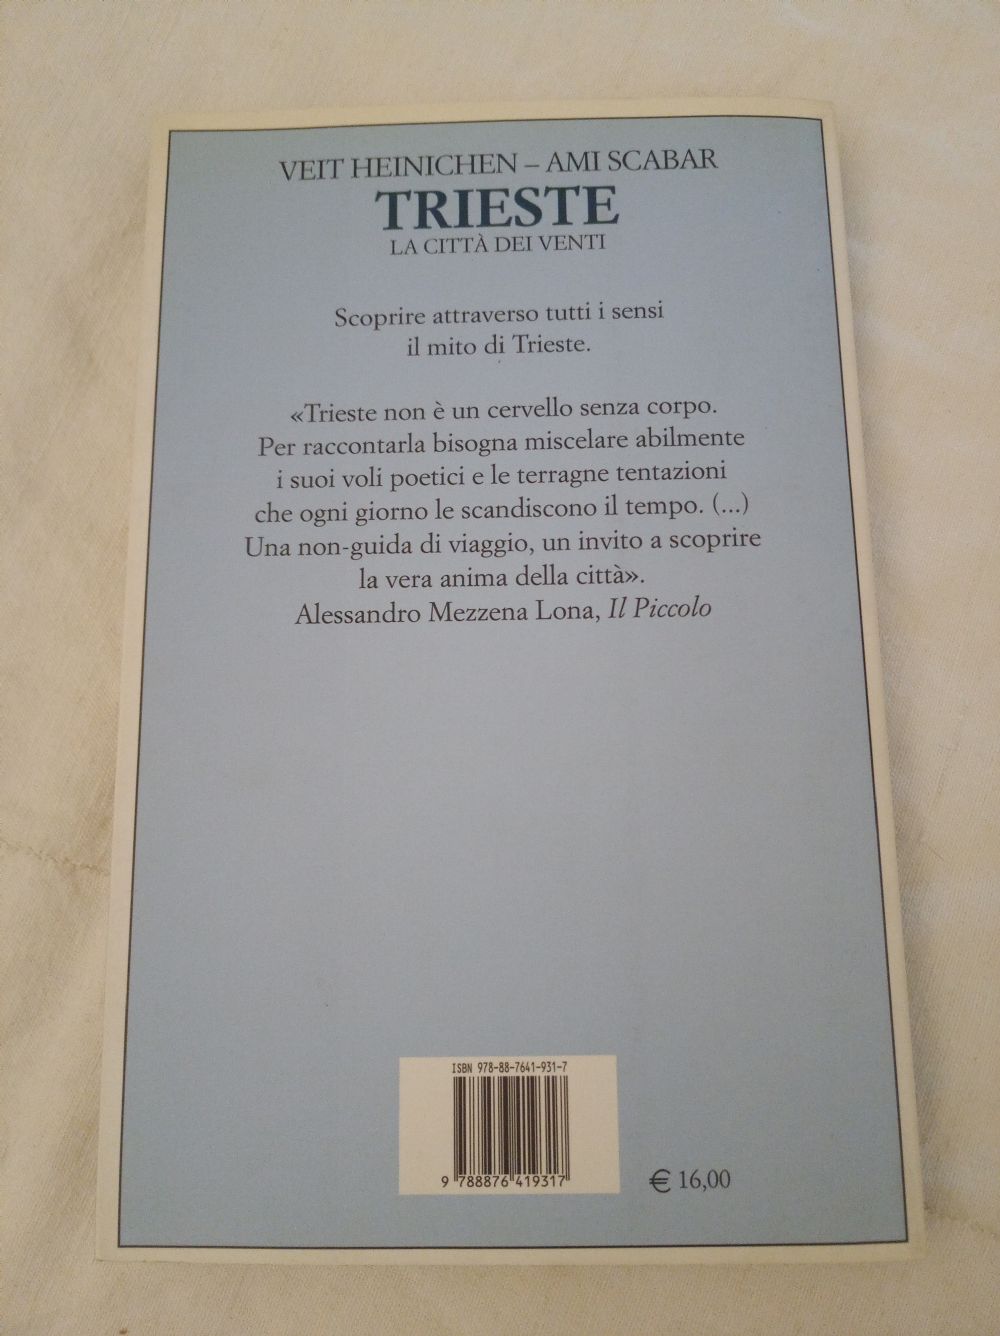 VEIT HEINICHEN – AMI SCABAR
TRIESTE
LA CITTÀ DEI VENTI
Scoprire attraverso tutti i sensi
il mito di Trieste.
«Trieste non è un cervello senza corpo.
Per raccontarla bisogna miscelare abilmente
i suoi voli poetici e le terragne tentazioni
che ogni giorno le scandiscono il tempo. (...)
Una non-guida di viaggio, un invito a scoprire
la vera anima della città».
Alessandro Mezzena Lona, Il Piccolo
ISBN 978-88-7641-931-7
9 788876 419317
€ 16,00